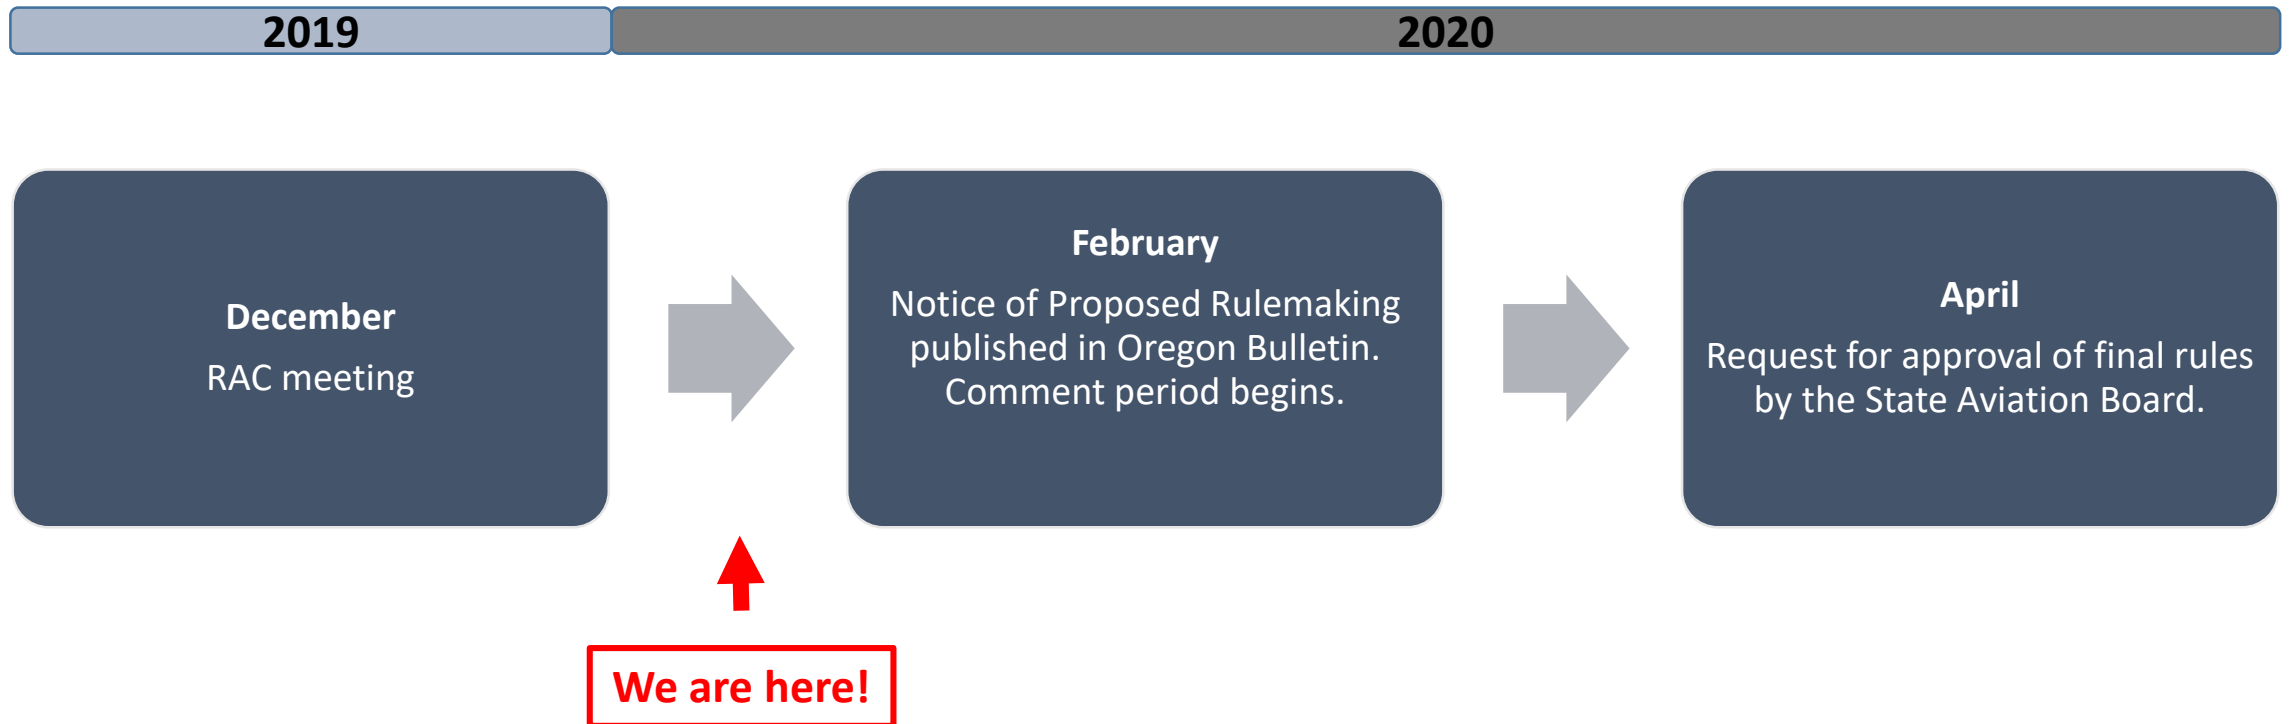 2019
2020
December
RAC meeting
February
Notice of Proposed Rulemaking
published in Oregon Bulletin.
Comment period begins.
April
Request for approval of final rules
by the State Aviation Board.
We are here!